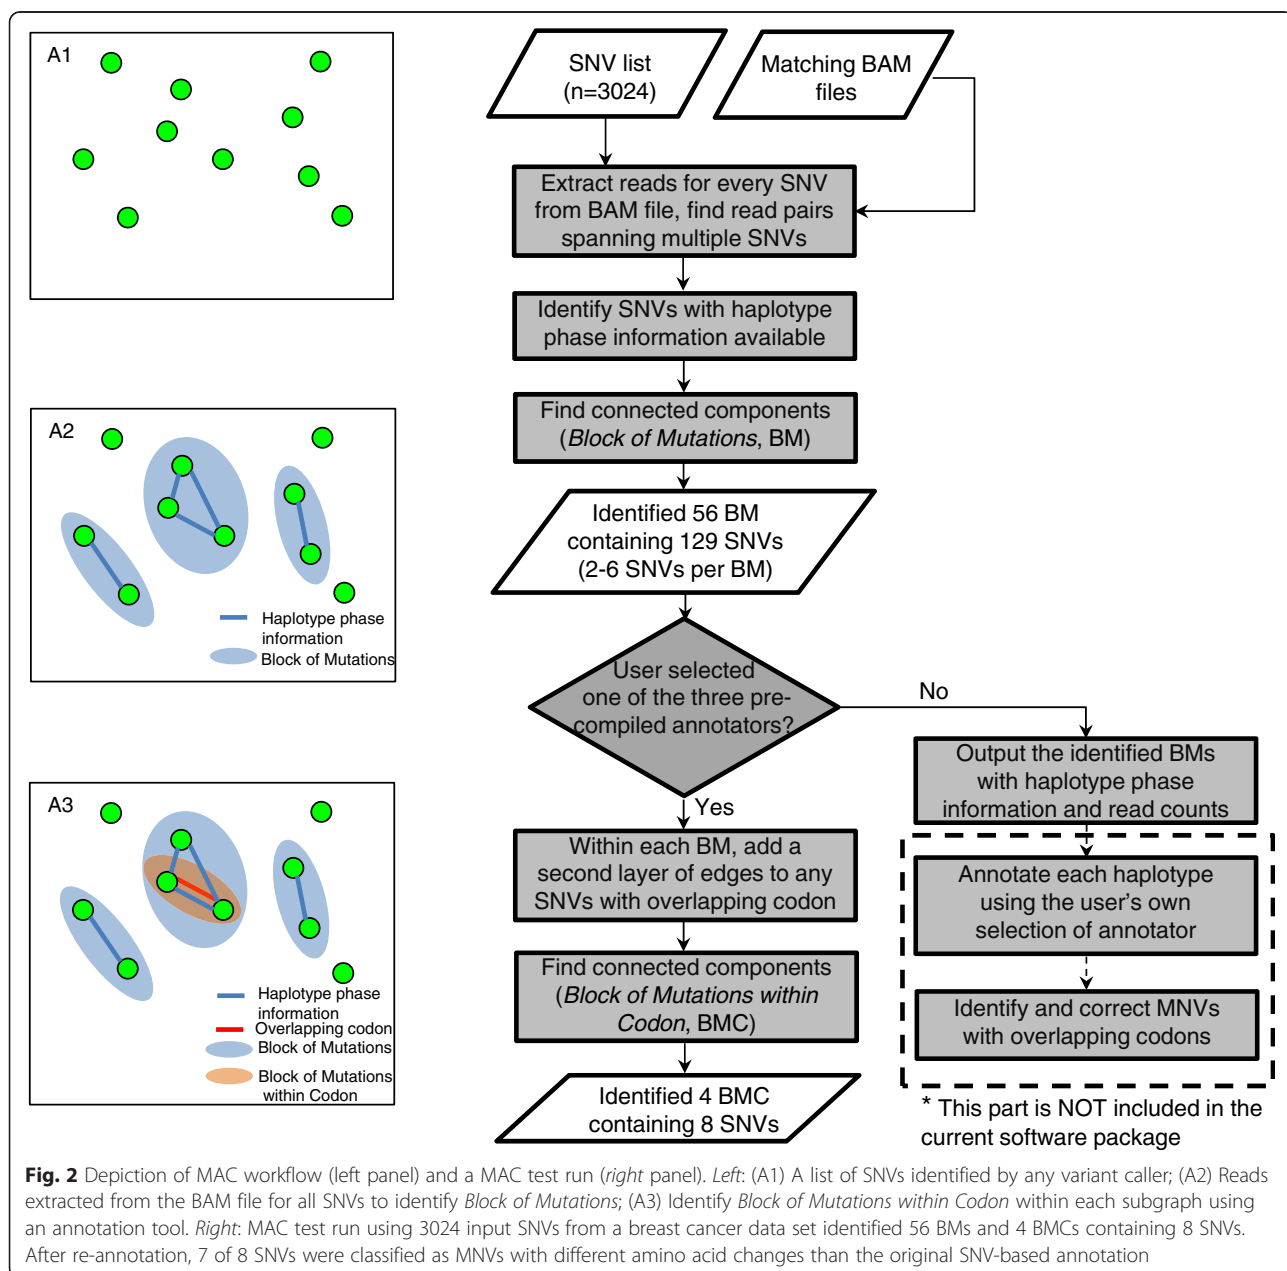 A1
SNV list
(n=3024)
Matching BAM
files
Extract reads for every SNV
from BAM file, find read pairs
spanning multiple SNVs
Identify SNVs with haplotype
phase information available
Find connected components
(Block of Mutations, BM)
A2
Haplotype phase
information
Block of Mutations
Identified 56 BM
containing 129 SNVs
(2-6 SNVs per BM)
User selected
one of the three pre-
compiled annotators?
No
Yes
Output the identified BMs
with haplotype phase
information and read counts
A3
Haplotype phase
information
Overlapping codon
Block of Mutations
Block of Mutations
within Codon
Within each BM, add a
second layer of edges to any
SNVs with overlapping codon
Annotate each haplotype
using the user's own
selection of annotator
Find connected components
(Block of Mutations within
Codon, BMC)
Identify and correct MNVs
with overlapping codons
Identified 4 BMC
containing 8 SNVs
* This part is NOT included in the
current software package
Fig. 2 Depiction of MAC workflow (left panel) and a MAC test run (right panel). Left: (A1) A list of SNVs identified by any variant caller; (A2) Reads
extracted from the BAM file for all SNVs to identify Block of Mutations; (A3) Identify Block of Mutations within Codon within each subgraph using
an annotation tool. Right: MAC test run using 3024 input SNVs from a breast cancer data set identified 56 BMs and 4 BMCs containing 8 SNVs.
After re-annotation, 7 of 8 SNVs were classified as MNVs with different amino acid changes than the original SNV-based annotation